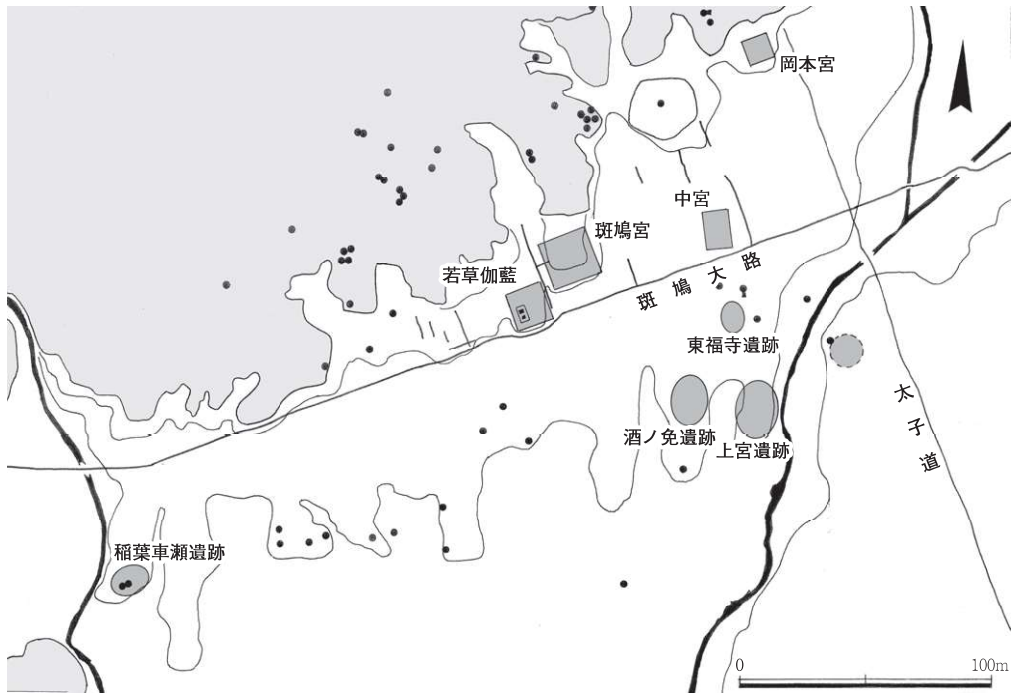 岡本宮
中宮
斑鳩宮
若草伽藍
斑鳩大路
東福寺遺跡
酒ノ免遺跡
上宮遺跡
太子道
稲葉車瀬遺跡
0 100m